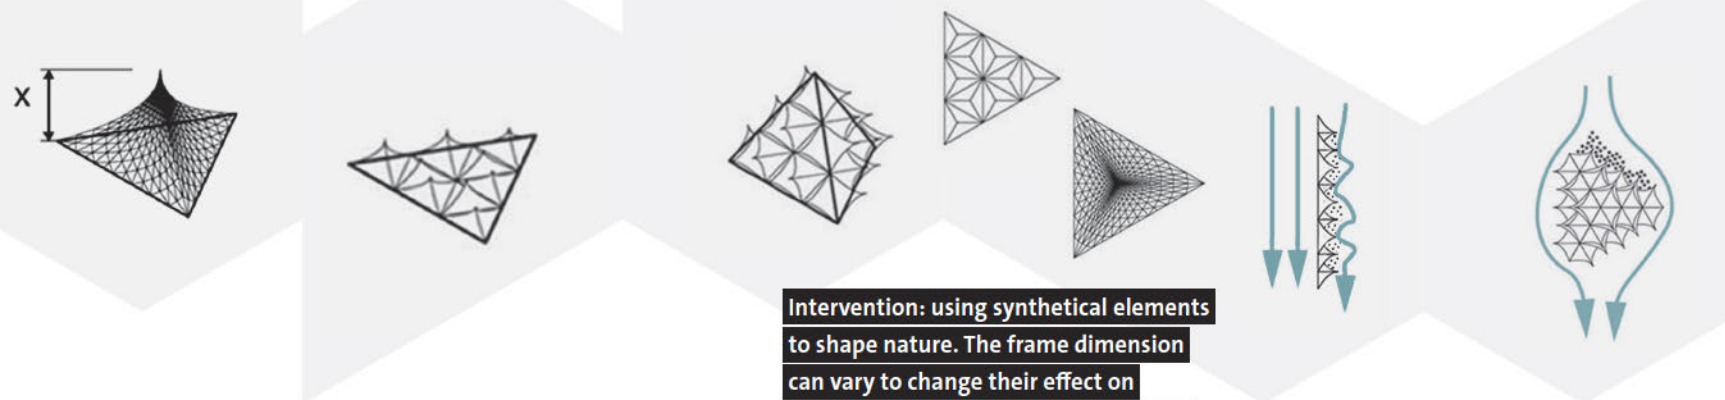 X
Intervention: using synthetical elements
to shape nature. The frame dimension
can vary to change their effect on